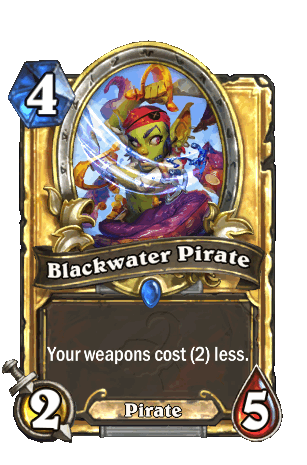 4
Blackwater Pirate
Your weapons cost (2) less.
2
Pirate
5